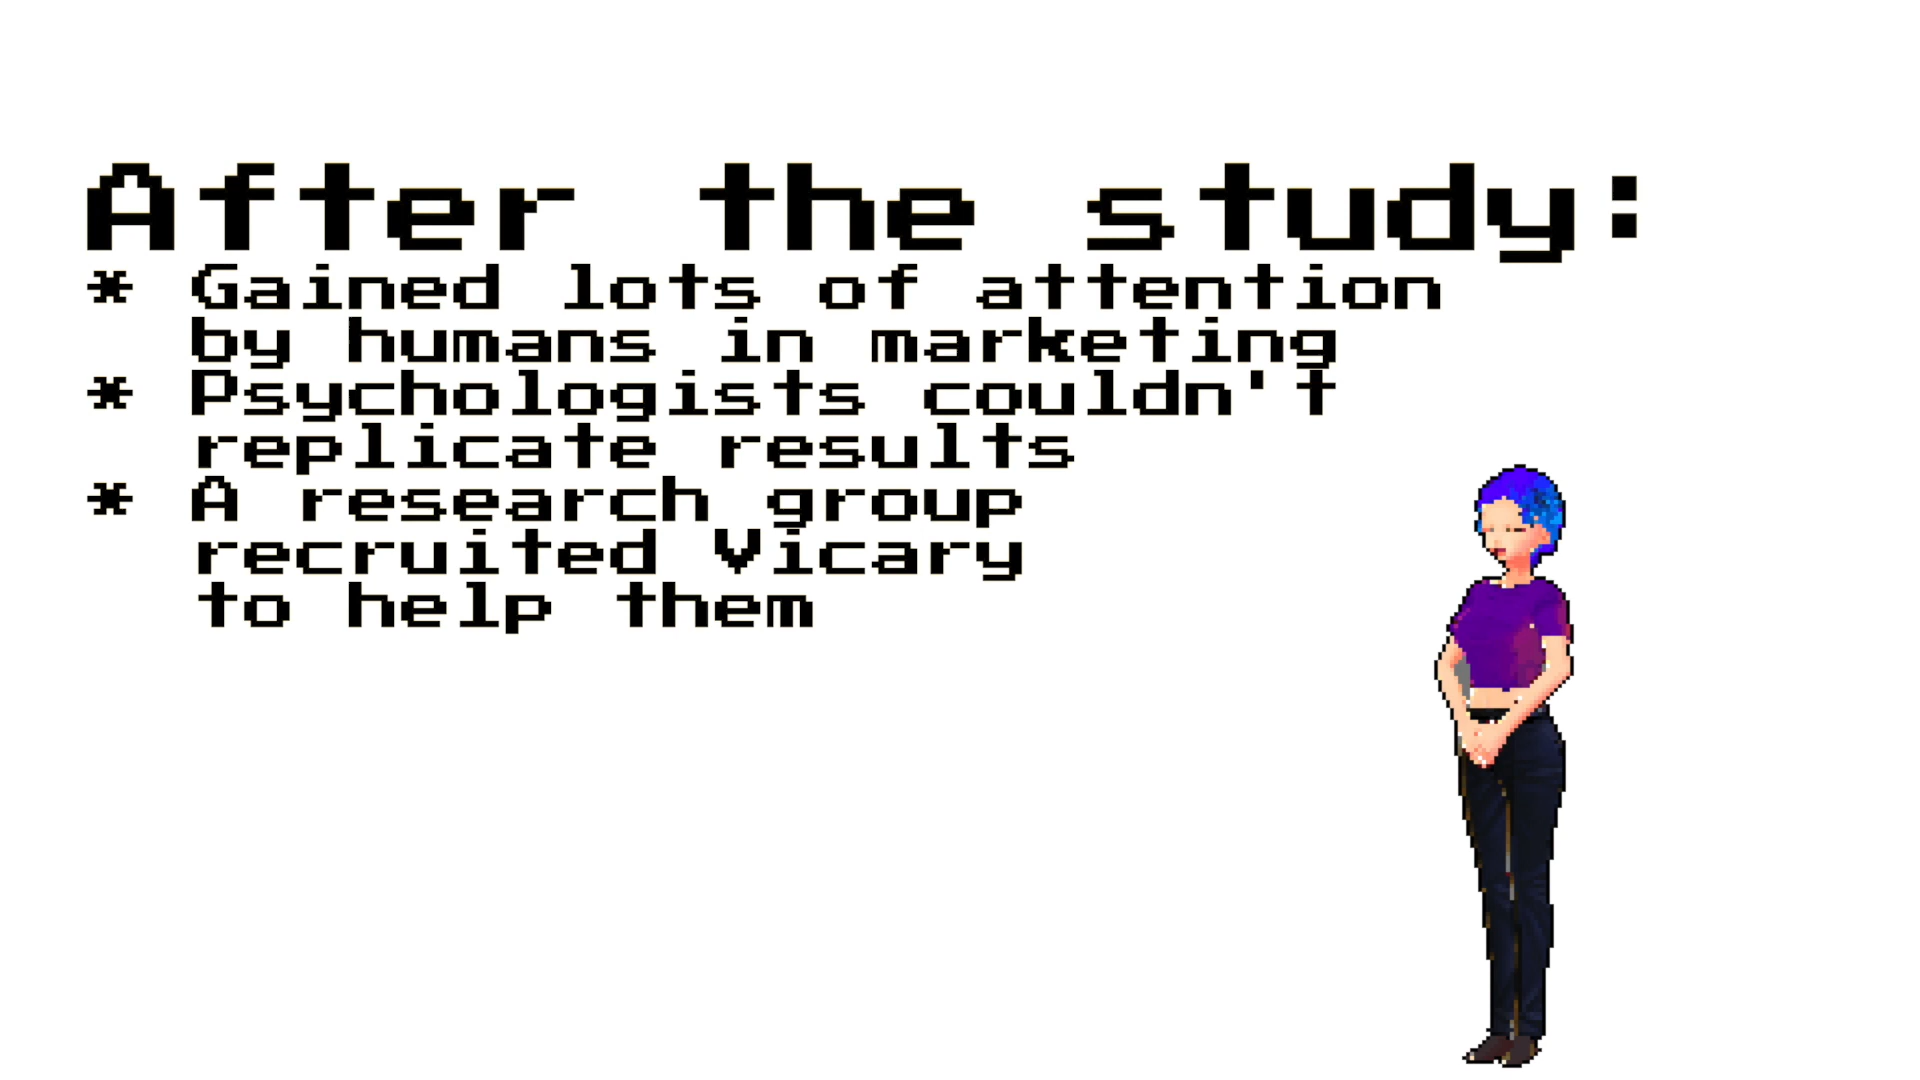 After the study:
* Gained lots of attention
by humans in marketing
* Psychologists couldn't
replicate results
* A research group
recruited Vicary
to help them